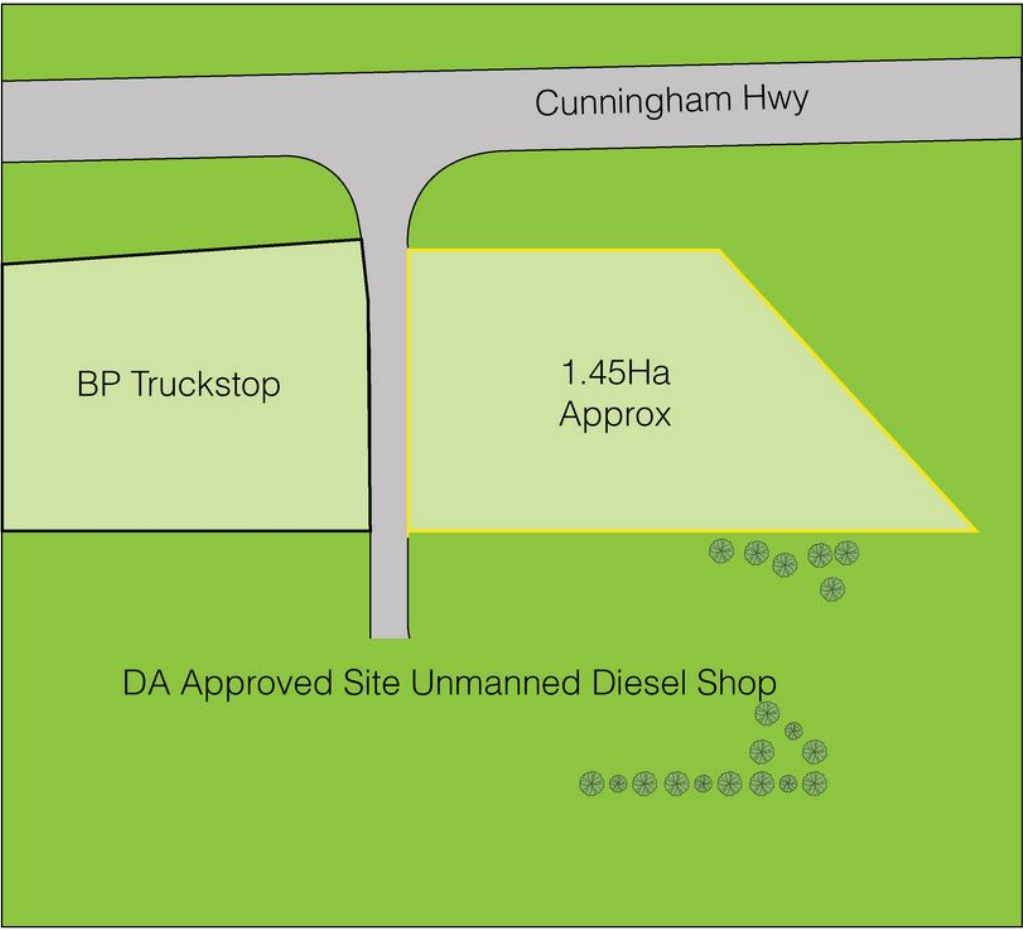 Cunningham Hwy
BP Truckstop
1.45Ha
Approx
DA Approved Site Unmanned Diesel Shop